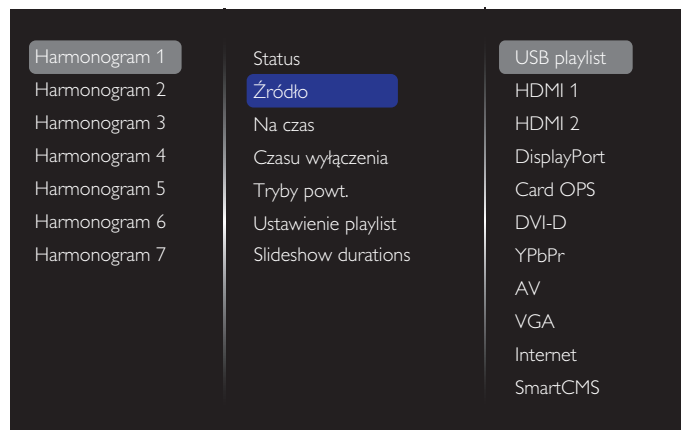 Harmonogram 1
Harmonogram 2
Harmonogram 3
Harmonogram 4
Harmonogram 5
Harmonogram 6
Harmonogram 7
Status
Źródło
Na czas
Czasu wyłączenia
Tryby powt.
Ustawienie playlist
Slideshow durations
USB playlist
HDMI 1
HDMI 2
DisplayPort
Card OPS
DVI-D
YPbPr
AV
VGA
Internet
SmartCMS